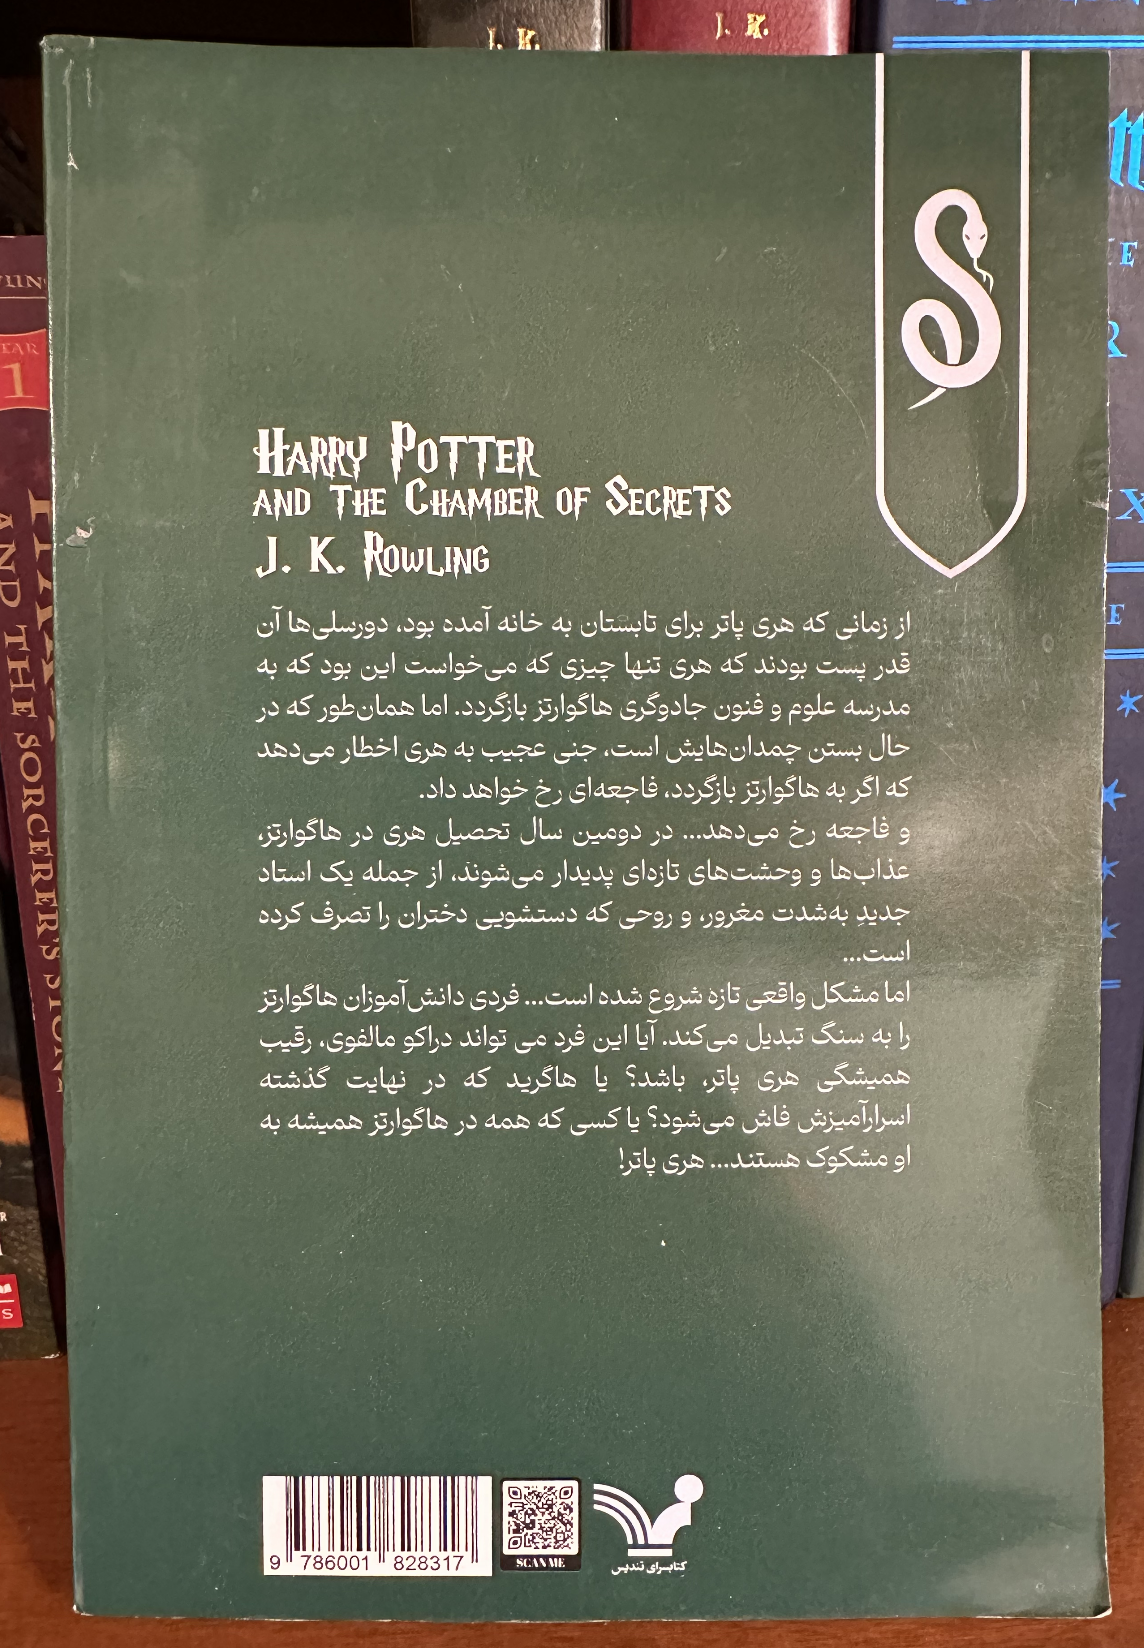 J. K.
J. K.
YEAR
1
AND THE SORCERER'S STONE
HARRY POTTER
AND THE CHAMBER OF SECRETS
J. K. ROWLING
از زمانی که هری پاتر برای تابستان به خانه آمده بود، دورسلی‌ها آن
قدر پست بودند که هری تنها چیزی که می‌خواست این بود که به
مدرسه علوم و فنون جادوگری هاگوارتز بازگردد. اما همان‌طور که در
حال بستن چمدان‌هایش است، جنی عجیب به هری اخطار می‌دهد
که اگر به هاگوارتز بازگردد، فاجعه‌ای رخ خواهد داد.
و فاجعه رخ می‌دهد... در دومین سال تحصیل هری در هاگوارتز،
عذاب‌ها و وحشت‌های تازه‌ای پدیدار می‌شوند، از جمله یک استاد
جدیدِ به‌شدت مغرور، و روحی که دستشویی دختران را تصرف کرده
است...
اما مشکل واقعی تازه شروع شده است... فردی دانش‌آموزان هاگوارتز
را به سنگ تبدیل می‌کند. آیا این فرد می تواند دراکو مالفوی، رقیب
همیشگی هری پاتر، باشد؟ یا هاگرید که در نهایت گذشته
اسرارآمیزش فاش می‌شود؟ یا کسی که همه در هاگوارتز همیشه به
او مشکوک هستند... هری پاتر!
9 786001 828317
SCAN ME
کتابسرای تندیس